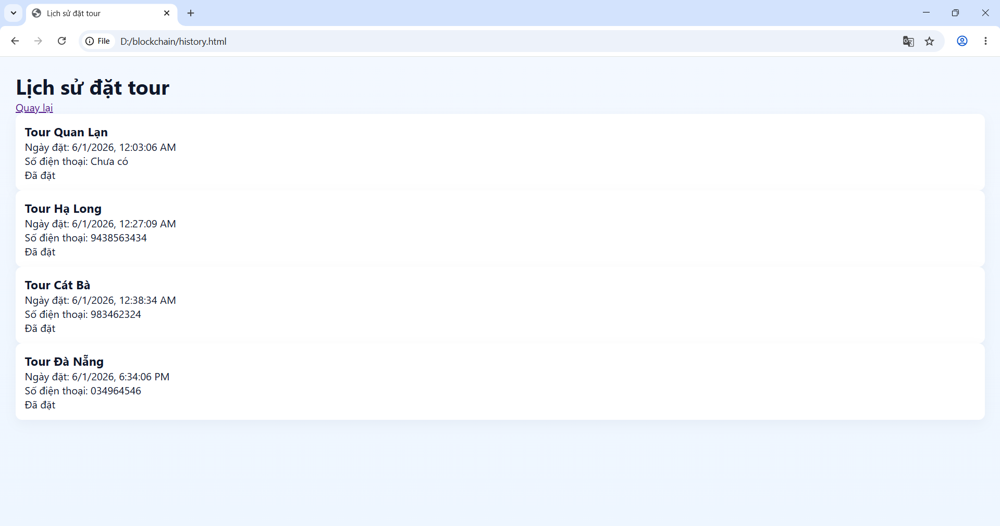 Lịch sử đặt tour
File
D:/blockchain/history.html
Lịch sử đặt tour
Quay lại
Tour Quan Lạn
Ngày đặt: 6/1/2026, 12:03:06 AM
Số điện thoại: Chưa có
Đã đặt
Tour Hạ Long
Ngày đặt: 6/1/2026, 12:27:09 AM
Số điện thoại: 9438563434
Đã đặt
Tour Cát Bà
Ngày đặt: 6/1/2026, 12:38:34 AM
Số điện thoại: 983462324
Đã đặt
Tour Đà Nẵng
Ngày đặt: 6/1/2026, 6:34:06 PM
Số điện thoại: 034964546
Đã đặt